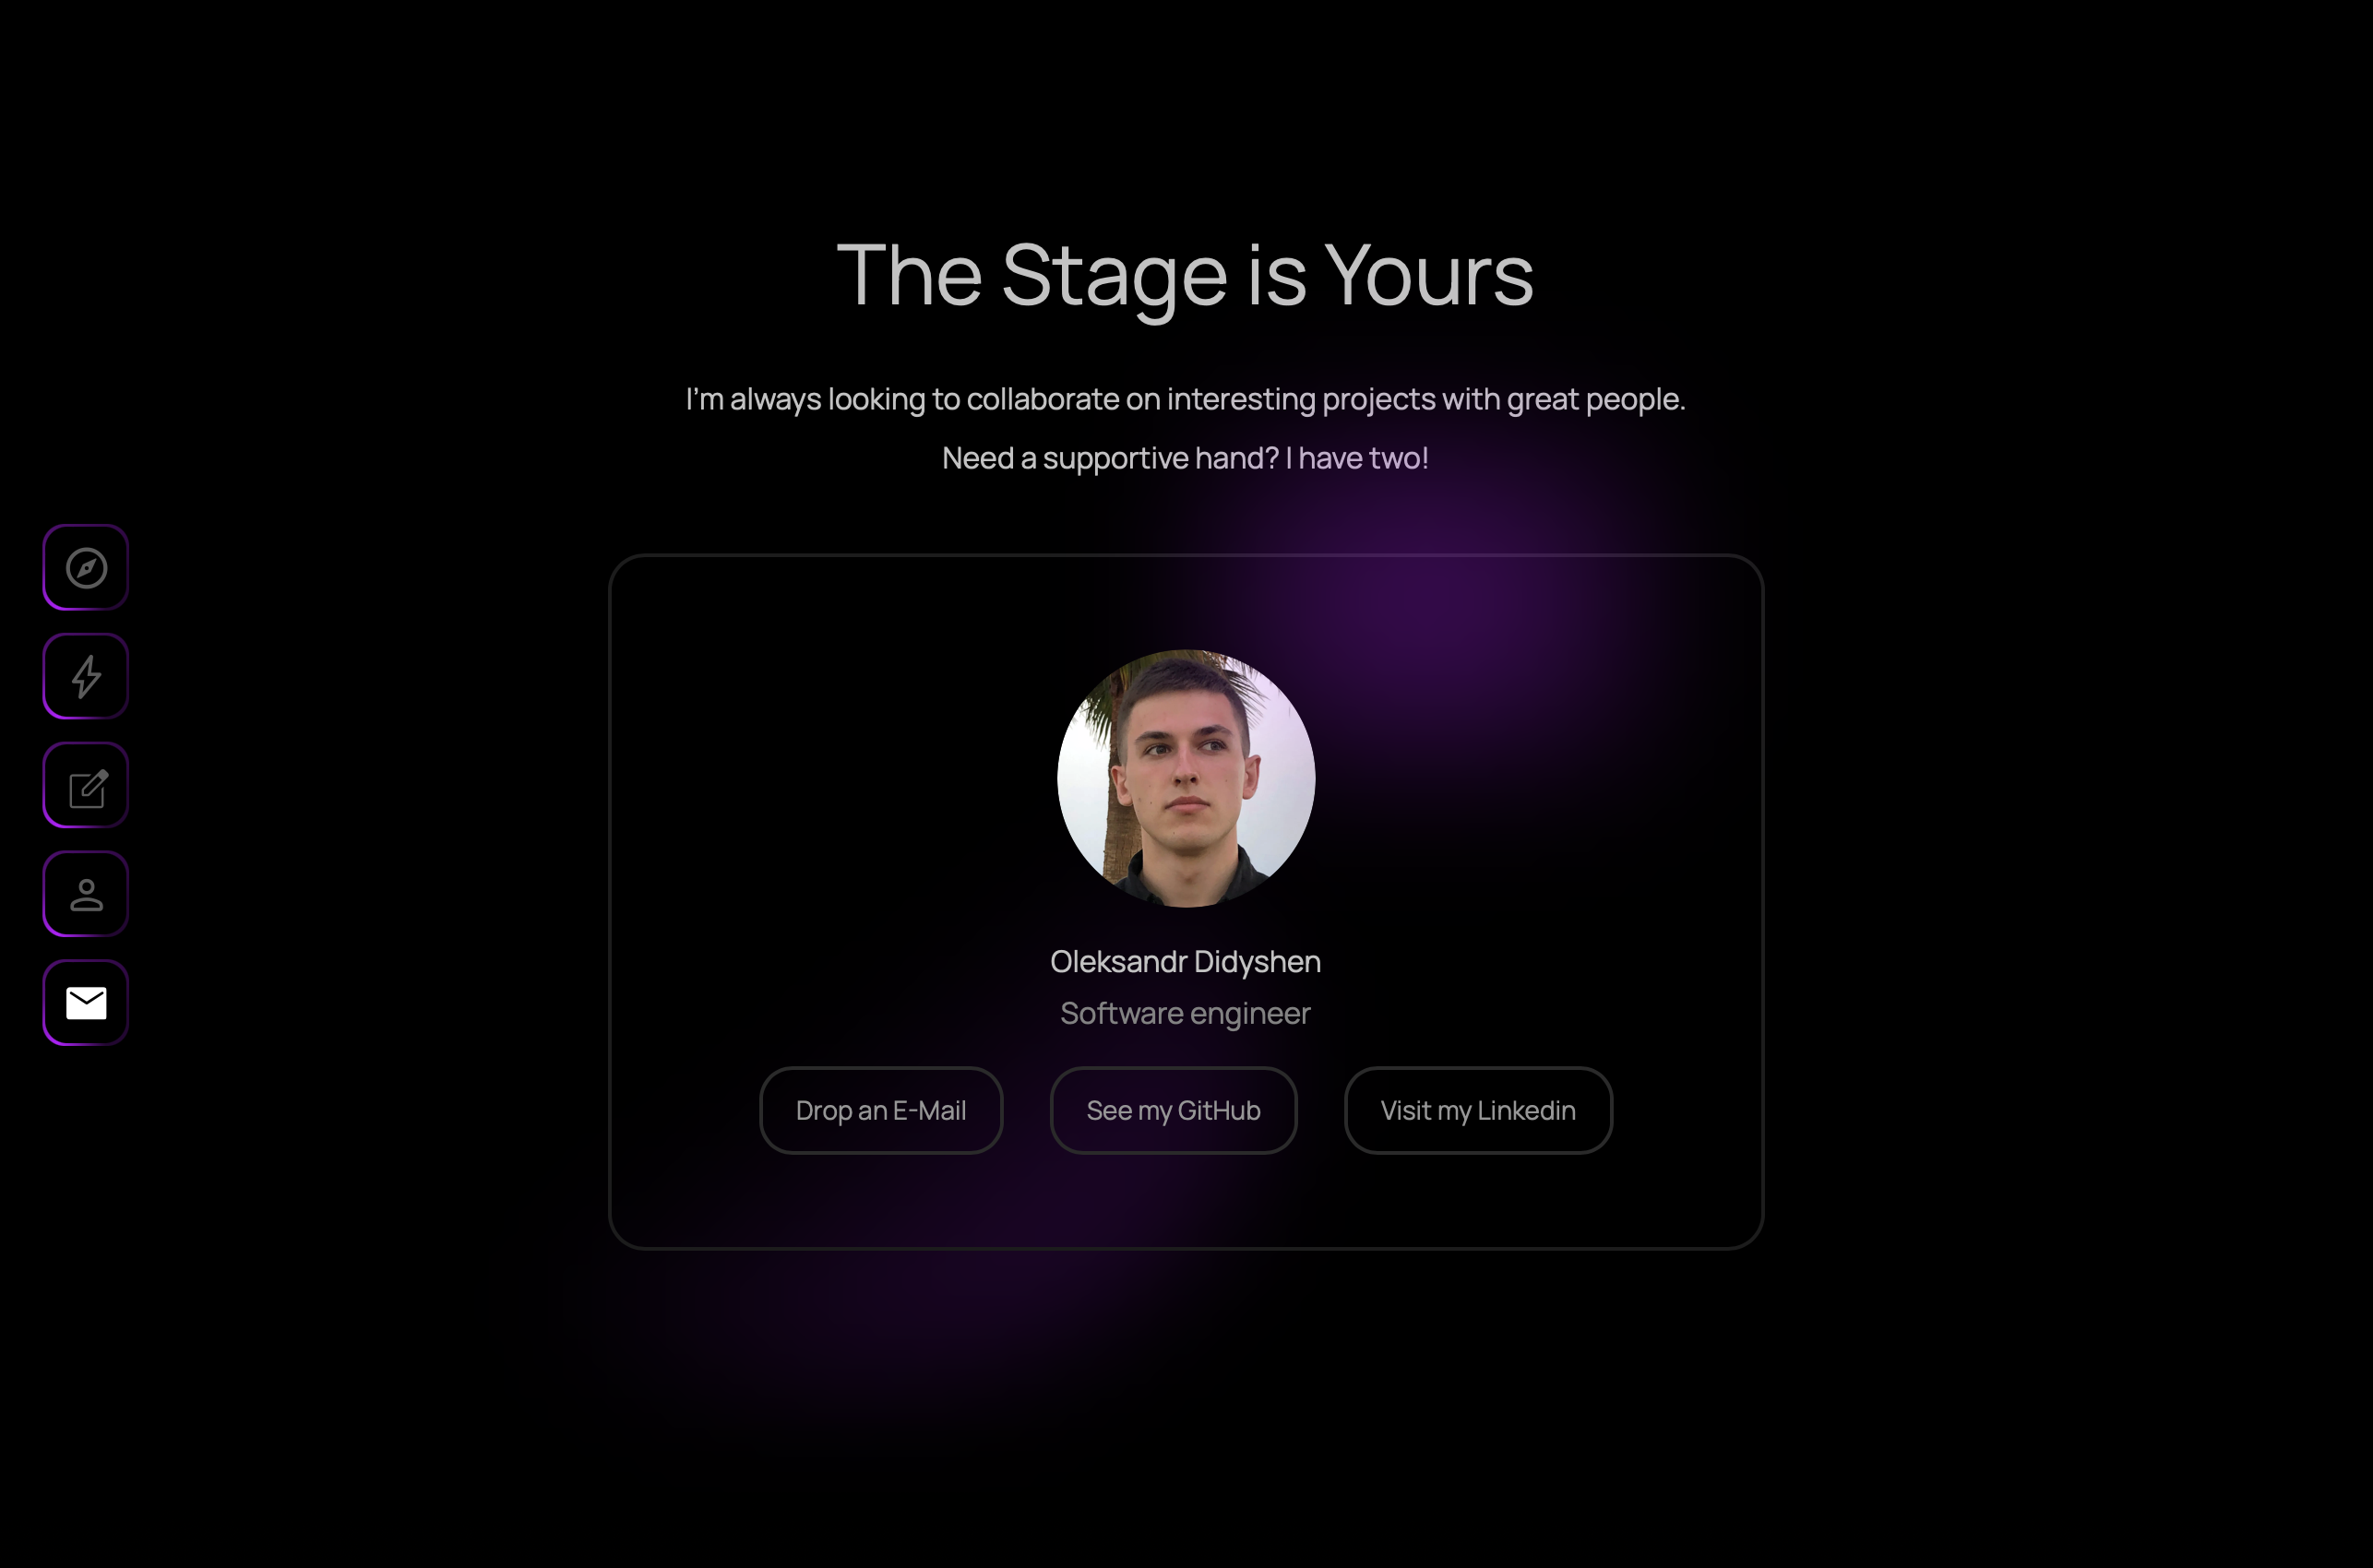 The Stage is Yours
I'm always looking to collaborate on interesting projects with great people.
Need a supportive hand? I have two!
Oleksandr Didyshen
Software engineer
Drop an E-Mail
See my GitHub
Visit my Linkedin